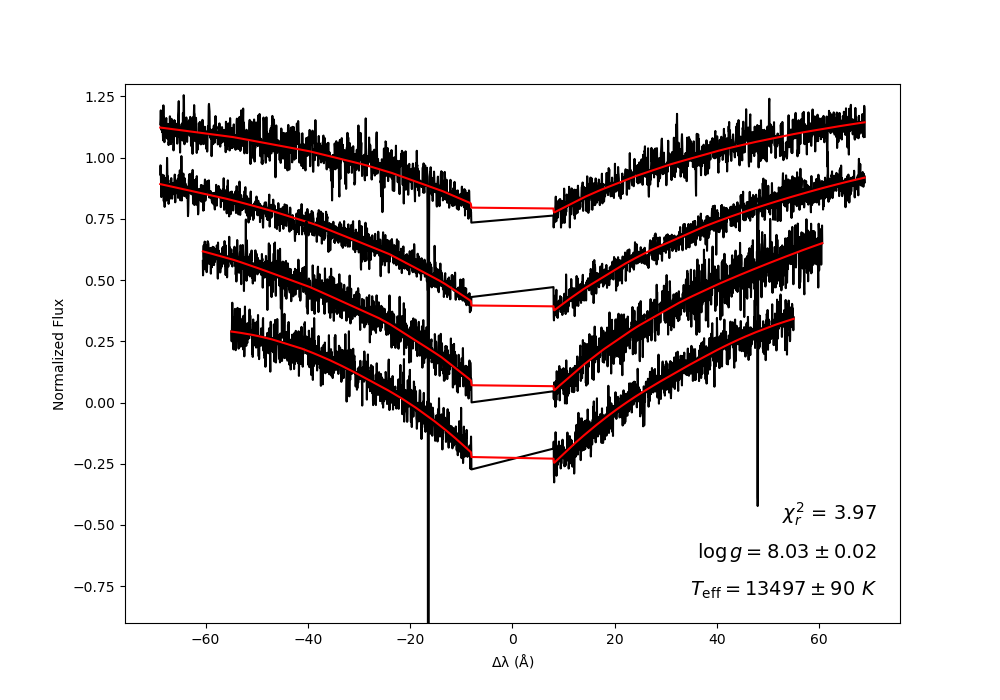 1.25
1.00
0.75
0.50
0.25
0.00
−0.25
−0.50
−0.75
Normalized Flux
χ²ᵣ = 3.97
log g = 8.03 ± 0.02
T_eff = 13497 ± 90 K
−60 −40 −20 0 20 40 60
Δλ (Å)